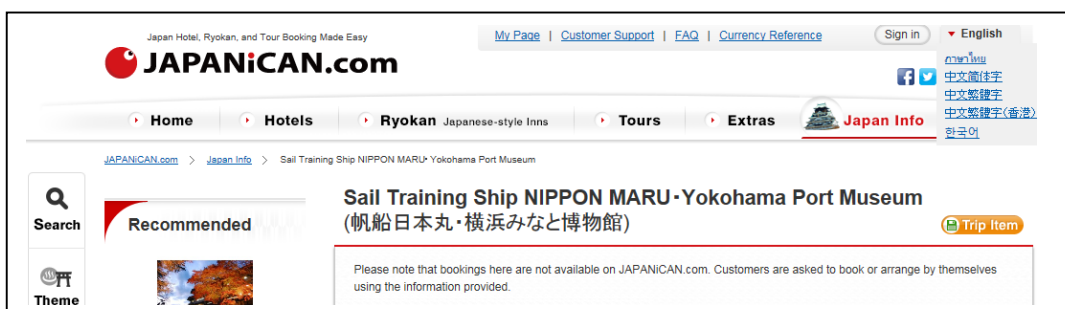 Japan Hotel, Ryokan, and Tour Booking Made Easy
JAPANiCAN.com
My Page | Customer Support | FAQ | Currency Reference
Sign in
▼ English
ภาษาไทย
中文簡体字
中文繁體字
中文繁體字(香港)
한국어
Home
Hotels
Ryokan Japanese-style Inns
Tours
Extras
Japan Info
JAPANiCAN.com > Japan Info > Sail Training Ship NIPPON MARU・Yokohama Port Museum
Search
Theme
Recommended
Sail Training Ship NIPPON MARU・Yokohama Port Museum
(帆船日本丸・横浜みなと博物館)
Trip Item
Please note that bookings here are not available on JAPANiCAN.com. Customers are asked to book or arrange by themselves
using the information provided.